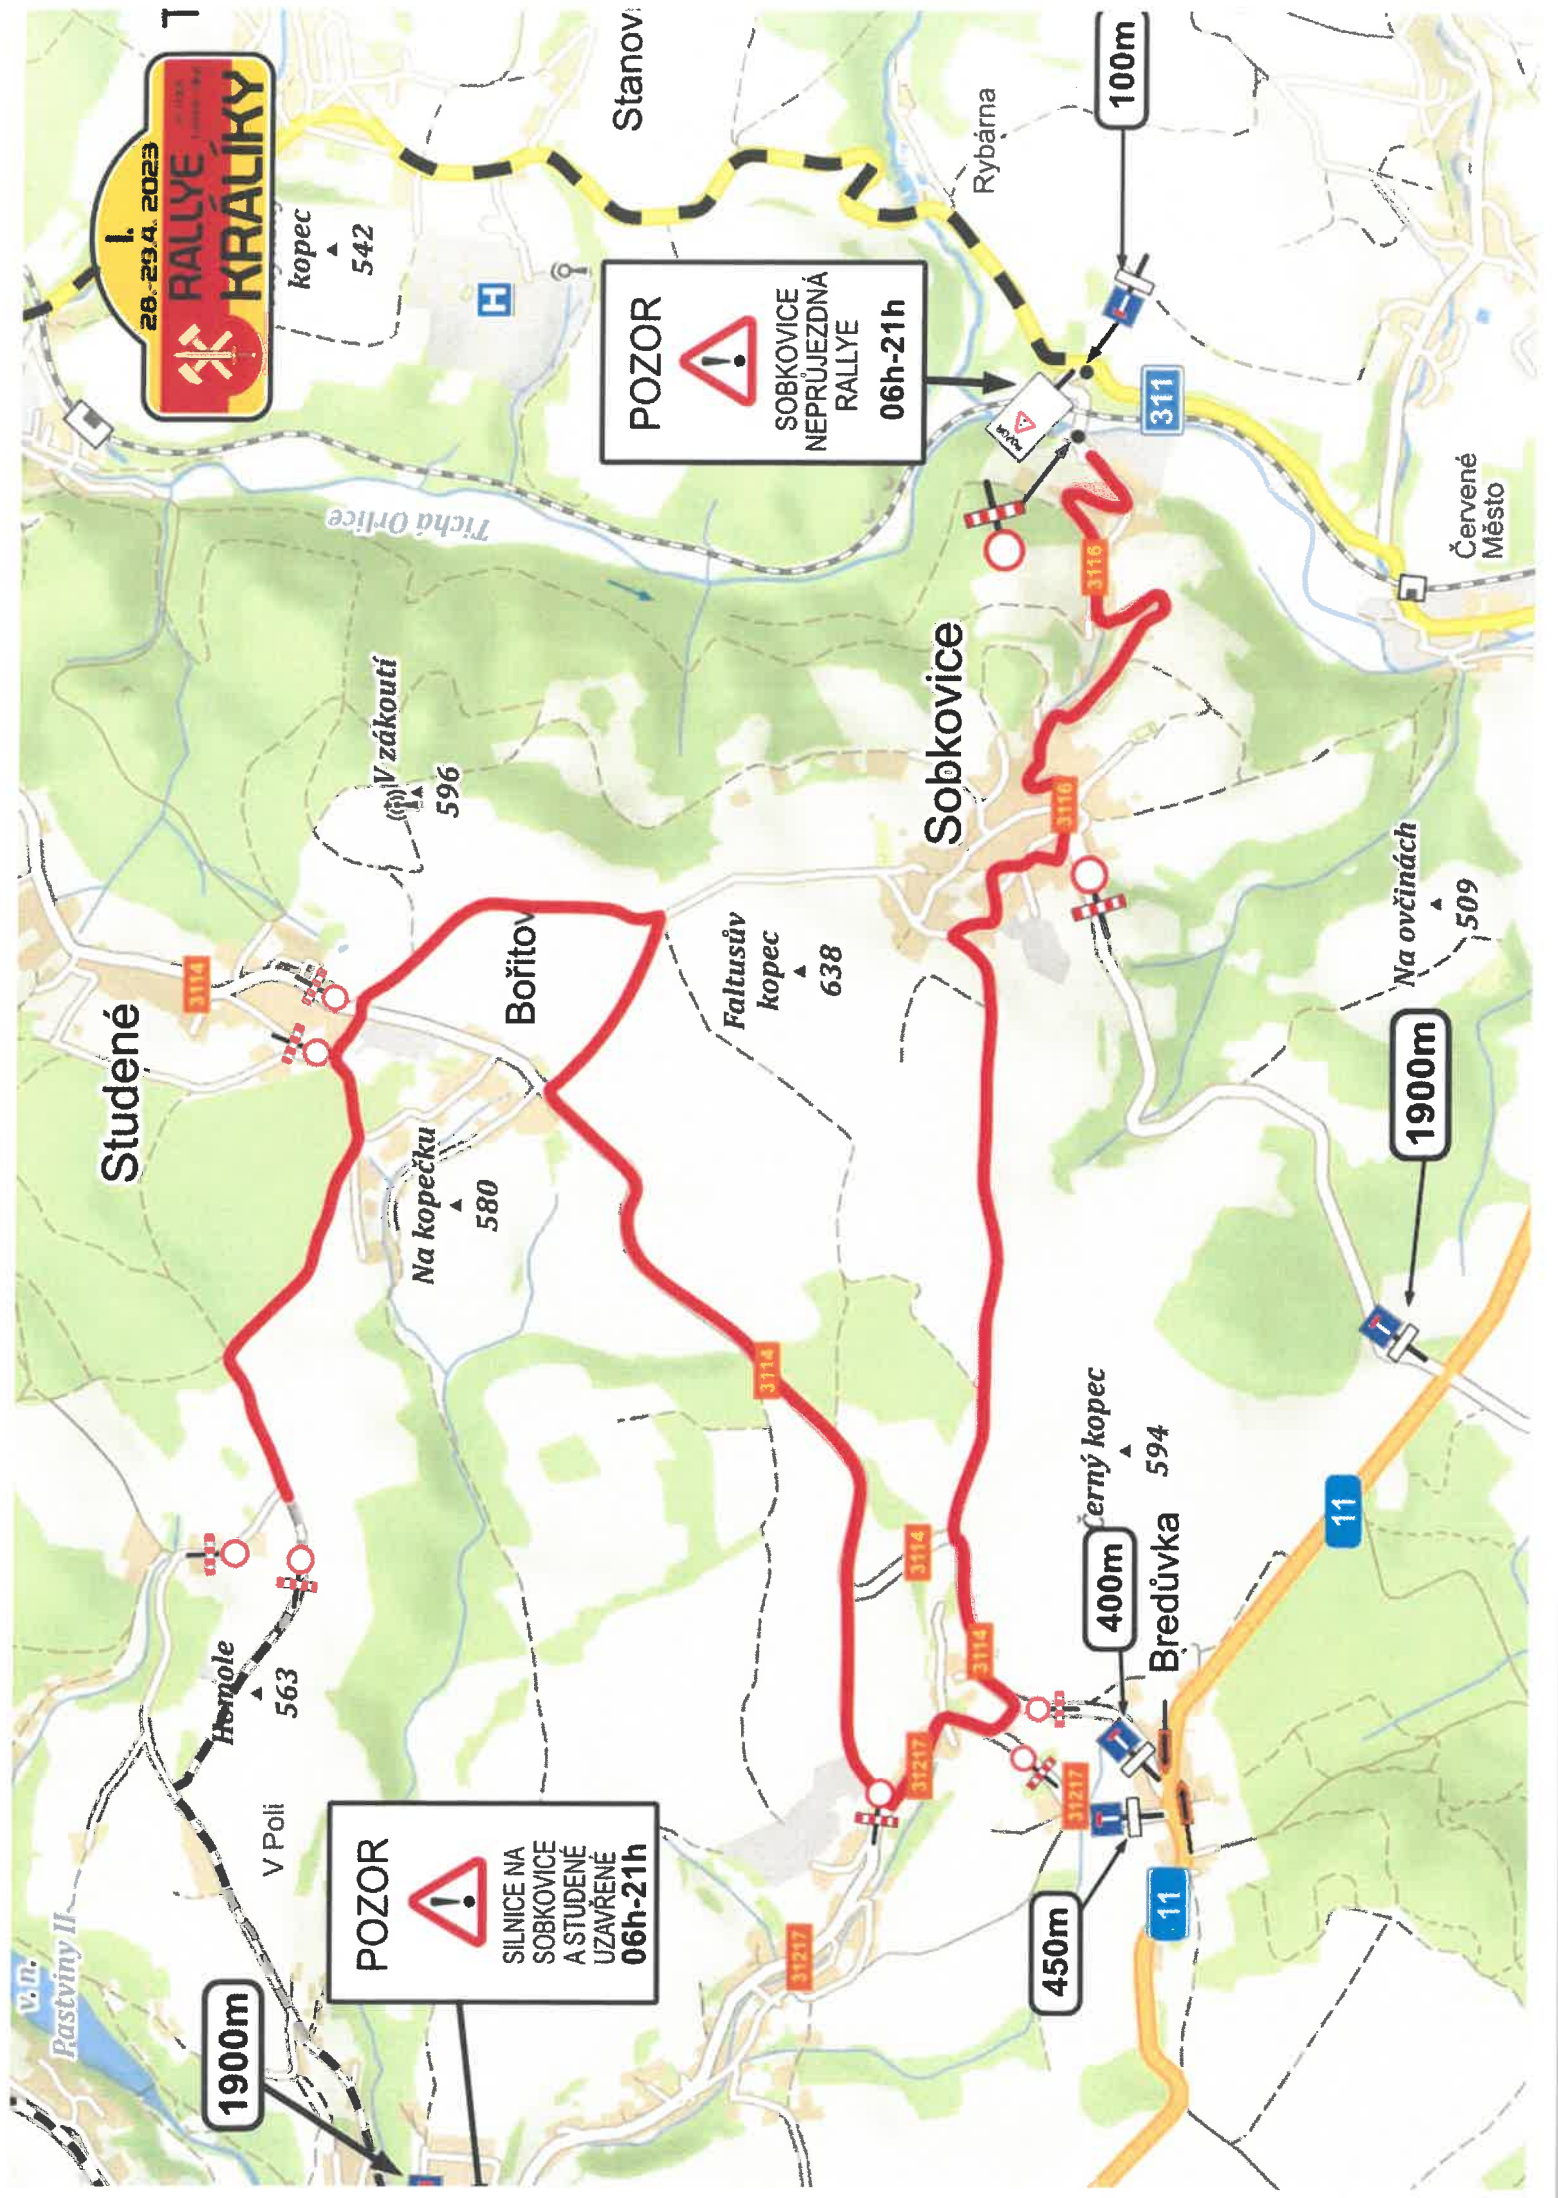 I.
28.-29.4. 2023
RALLYE
KRÁLÍKY
kopec
542
Stanov
100m
Rybárna
POZOR
SOBKOVICE
NEPRŮJEZDNÁ
RALLYE
06h-21h
H
POZOR
311
Červené
Město
Tichá Orlice
3116
Sobkovice
3116
V zákoutí
596
Studené
3114
Bořitov
Faltusův
kopec
638
Na ovčinách
509
1900m
Na kopečku
580
3114
3114
3114
Černý kopec
594
400m
Bredůvka
11
Homole
563
31217
31217
450m
11
V Poli
POZOR
SILNICE NA
SOBKOVICE
A STUDENÉ
UZAVŘENÉ
06h-21h
31217
v.n.
Pastviny II
1900m